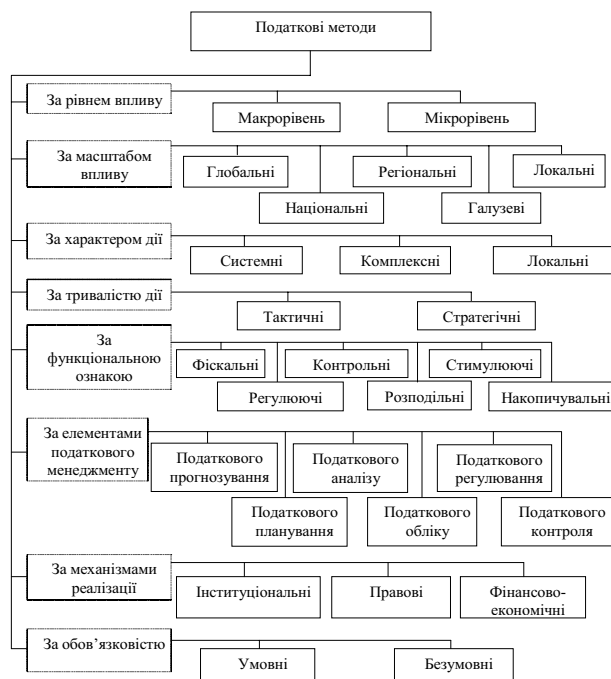 Податкові методи
За рівнем впливу
Макрорівень
Мікрорівень
За масштабом
впливу
Глобальні
Регіональні
Локальні
Національні
Галузеві
За характером дії
Системні
Комплексні
Локальні
За тривалістю дії
Тактичні
Стратегічні
За
функціональною
ознакою
Фіскальні
Контрольні
Стимулюючі
Регулюючі
Розподільні
Накопичувальні
За елементами
податкового
менеджменту
Податкового
прогнозування
Податкового
аналізу
Податкового
регулювання
Податкового
планування
Податкового
обліку
Податкового
контроля
За механізмами
реалізації
Інституціональні
Правові
Фінансово-
економічні
За обов’язковістю
Умовні
Безумовні